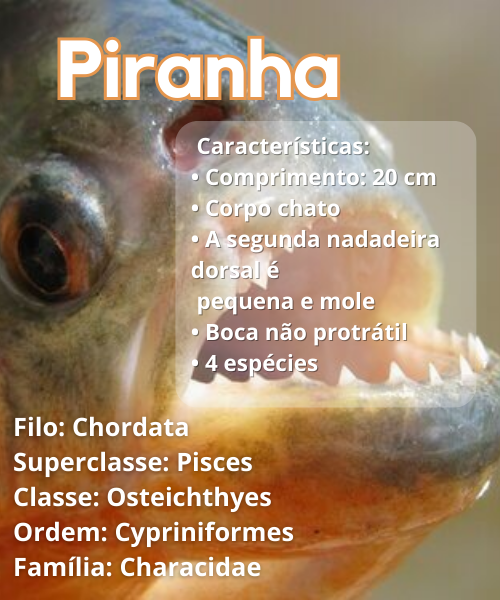 Piranha
Características:
• Comprimento: 20 cm
• Corpo chato
• A segunda nadadeira
dorsal é
pequena e mole
• Boca não protrátil
• 4 espécies
Filo: Chordata
Superclasse: Pisces
Classe: Osteichthyes
Ordem: Cypriniformes
Família: Characidae